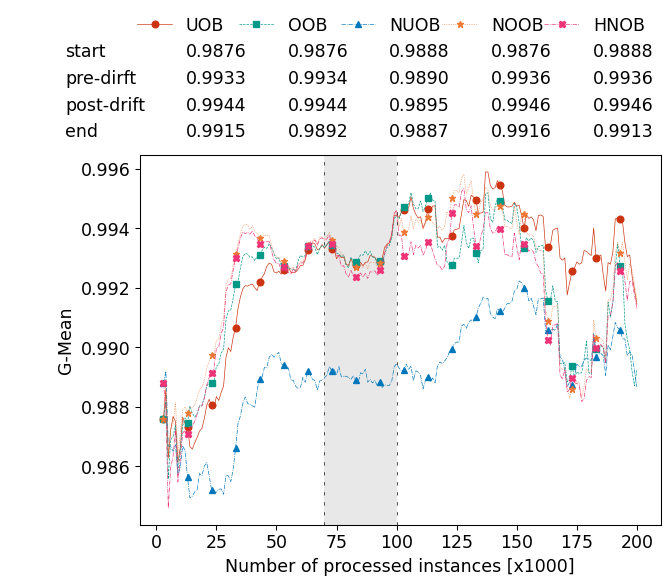 UOB OOB NUOB NOOB HNOB
start 0.9876 0.9876 0.9888 0.9876 0.9888
pre-dirft 0.9933 0.9934 0.9890 0.9936 0.9936
post-drift 0.9944 0.9944 0.9895 0.9946 0.9946
end 0.9915 0.9892 0.9887 0.9916 0.9913
0.996
0.994
0.992
0.990
0.988
0.986
G-Mean
0 25 50 75 100 125 150 175 200
Number of processed instances [x1000]